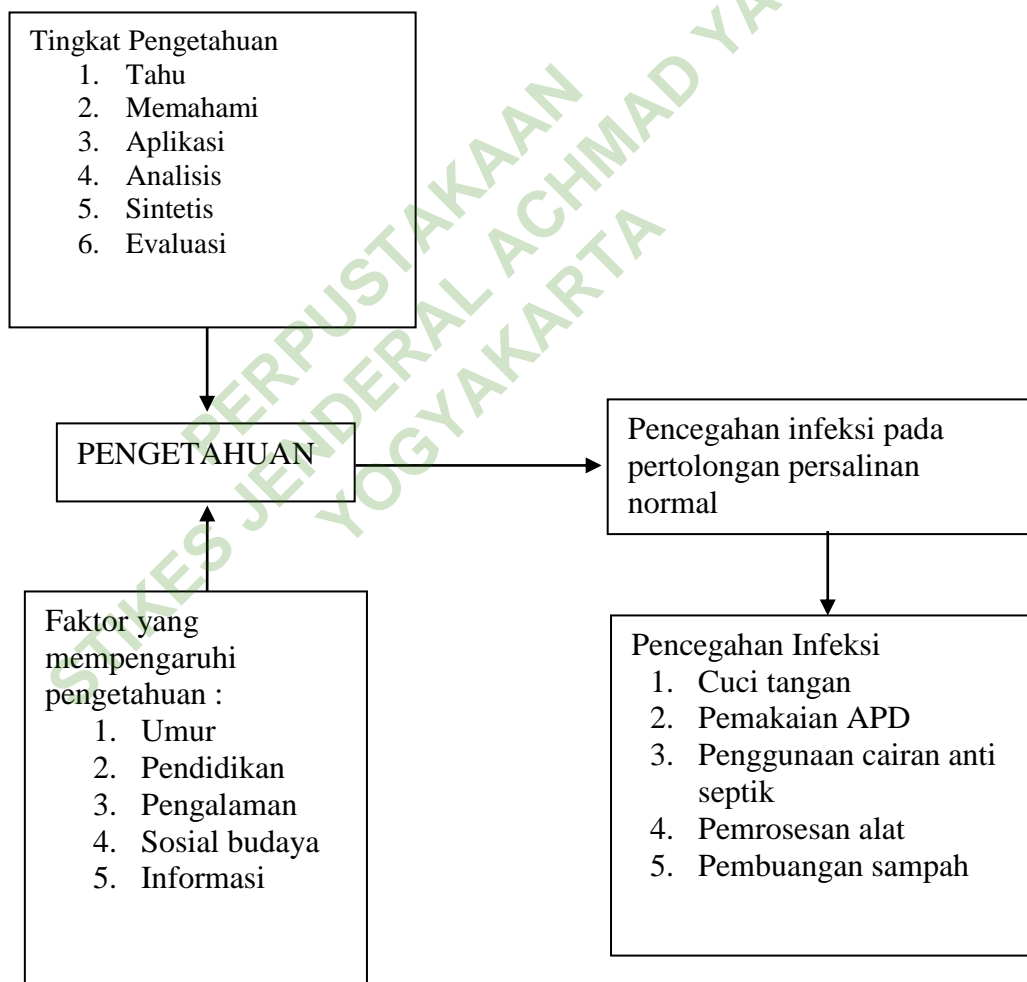 Tingkat Pengetahuan
1. Tahu
2. Memahami
3. Aplikasi
4. Analisis
5. Sintetis
6. Evaluasi
PENGETAHUAN
Pencegahan infeksi pada
pertolongan persalinan
normal
Faktor yang
mempengaruhi
pengetahuan :
1. Umur
2. Pendidikan
3. Pengalaman
4. Sosial budaya
5. Informasi
Pencegahan Infeksi
1. Cuci tangan
2. Pemakaian APD
3. Penggunaan cairan anti
septik
4. Pemrosesan alat
5. Pembuangan sampah
PERPUSTAKAAN
STIKES JENDERAL ACHMAD YA
YOGYAKARTA